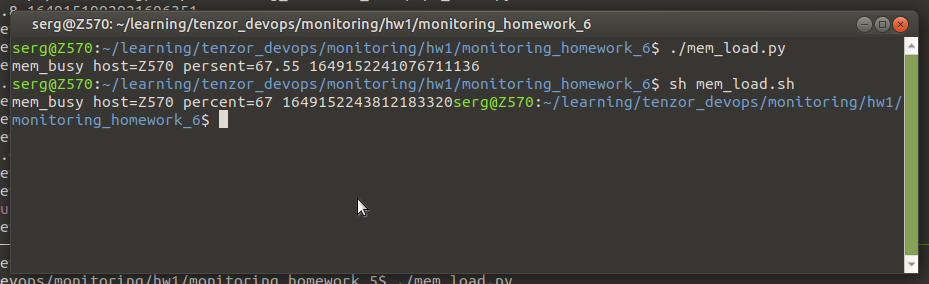 .8 1649151992921696351
serg@Z570: ~/learning/tenzor_devops/monitoring/hw1/monitoring_homework_6
serg@Z570:~/learning/tenzor_devops/monitoring/hw1/monitoring_homework_6$ ./mem_load.py
mem_busy host=Z570 persent=67.55 1649152241076711136
serg@Z570:~/learning/tenzor_devops/monitoring/hw1/monitoring_homework_6$ sh mem_load.sh
mem_busy host=Z570 percent=67 1649152243812183320serg@Z570:~/learning/tenzor_devops/monitoring/hw1/
monitoring_homework_6$
evops/monitoring/hw1/monitoring_homework_5$ ./mem_load.py